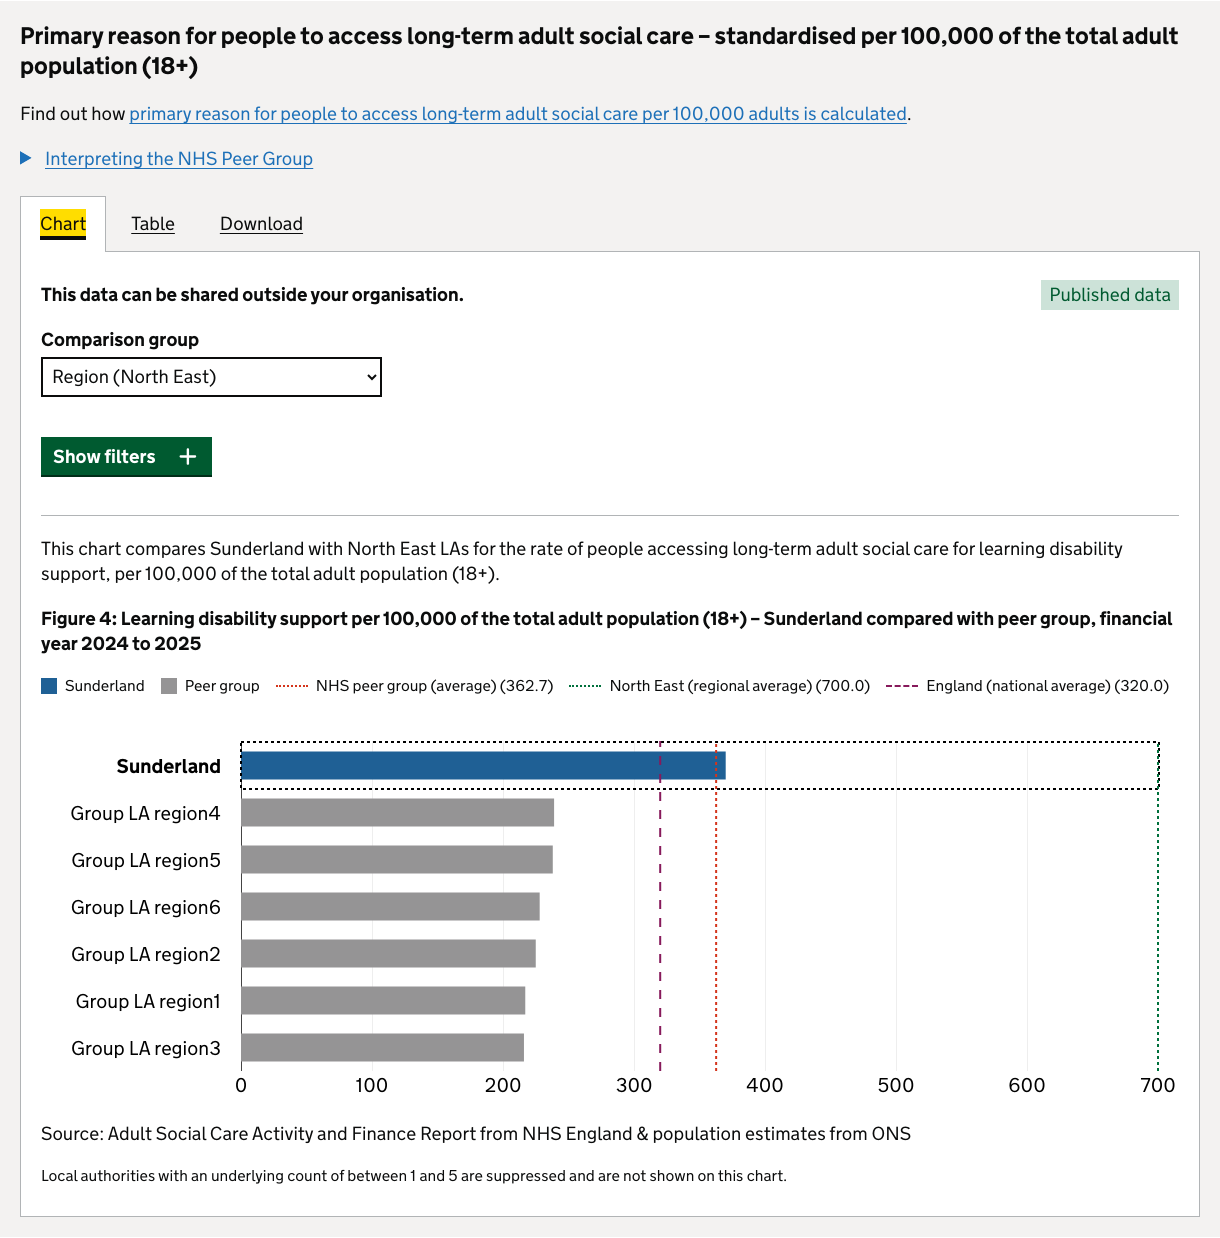 Primary reason for people to access long-term adult social care – standardised per 100,000 of the total adult
population (18+)
Find out how primary reason for people to access long-term adult social care per 100,000 adults is calculated.
Interpreting the NHS Peer Group
Chart Table Download
This data can be shared outside your organisation. Published data
Comparison group
Region (North East)
Show filters +
This chart compares Sunderland with North East LAs for the rate of people accessing long-term adult social care for learning disability
support, per 100,000 of the total adult population (18+).
Figure 4: Learning disability support per 100,000 of the total adult population (18+) – Sunderland compared with peer group, financial
year 2024 to 2025
Sunderland Peer group NHS peer group (average) (362.7) North East (regional average) (700.0) England (national average) (320.0)
Sunderland
Group LA region4
Group LA region5
Group LA region6
Group LA region2
Group LA region1
Group LA region3
0 100 200 300 400 500 600 700
Source: Adult Social Care Activity and Finance Report from NHS England & population estimates from ONS
Local authorities with an underlying count of between 1 and 5 are suppressed and are not shown on this chart.